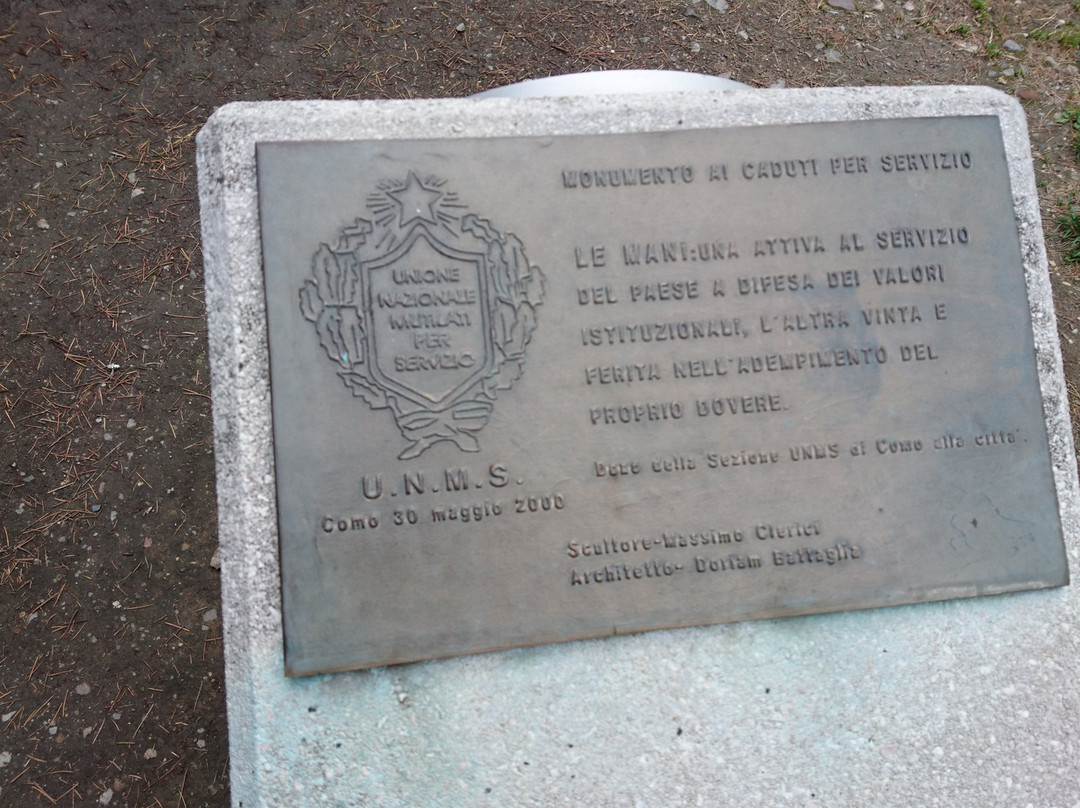 MONUMENTO AI CADUTI PER SERVIZIO
UNIONE
NAZIONALE
MUTILATI
PER
SERVIZIO
LE MANI:UNA ATTIVA AL SERVIZIO
DEL PAESE A DIFESA DEI VALORI
ISTITUZIONALI, L'ALTRA VINTA E
FERITA NELL'ADEMPIMENTO DEL
PROPRIO DOVERE.
U.N.M.S.
Como 30 maggio 2000
Dono della Sezione UNMS di Como alla citta'.
Scultore-Massimo Clerici
Architetto- Doriam Battaglia